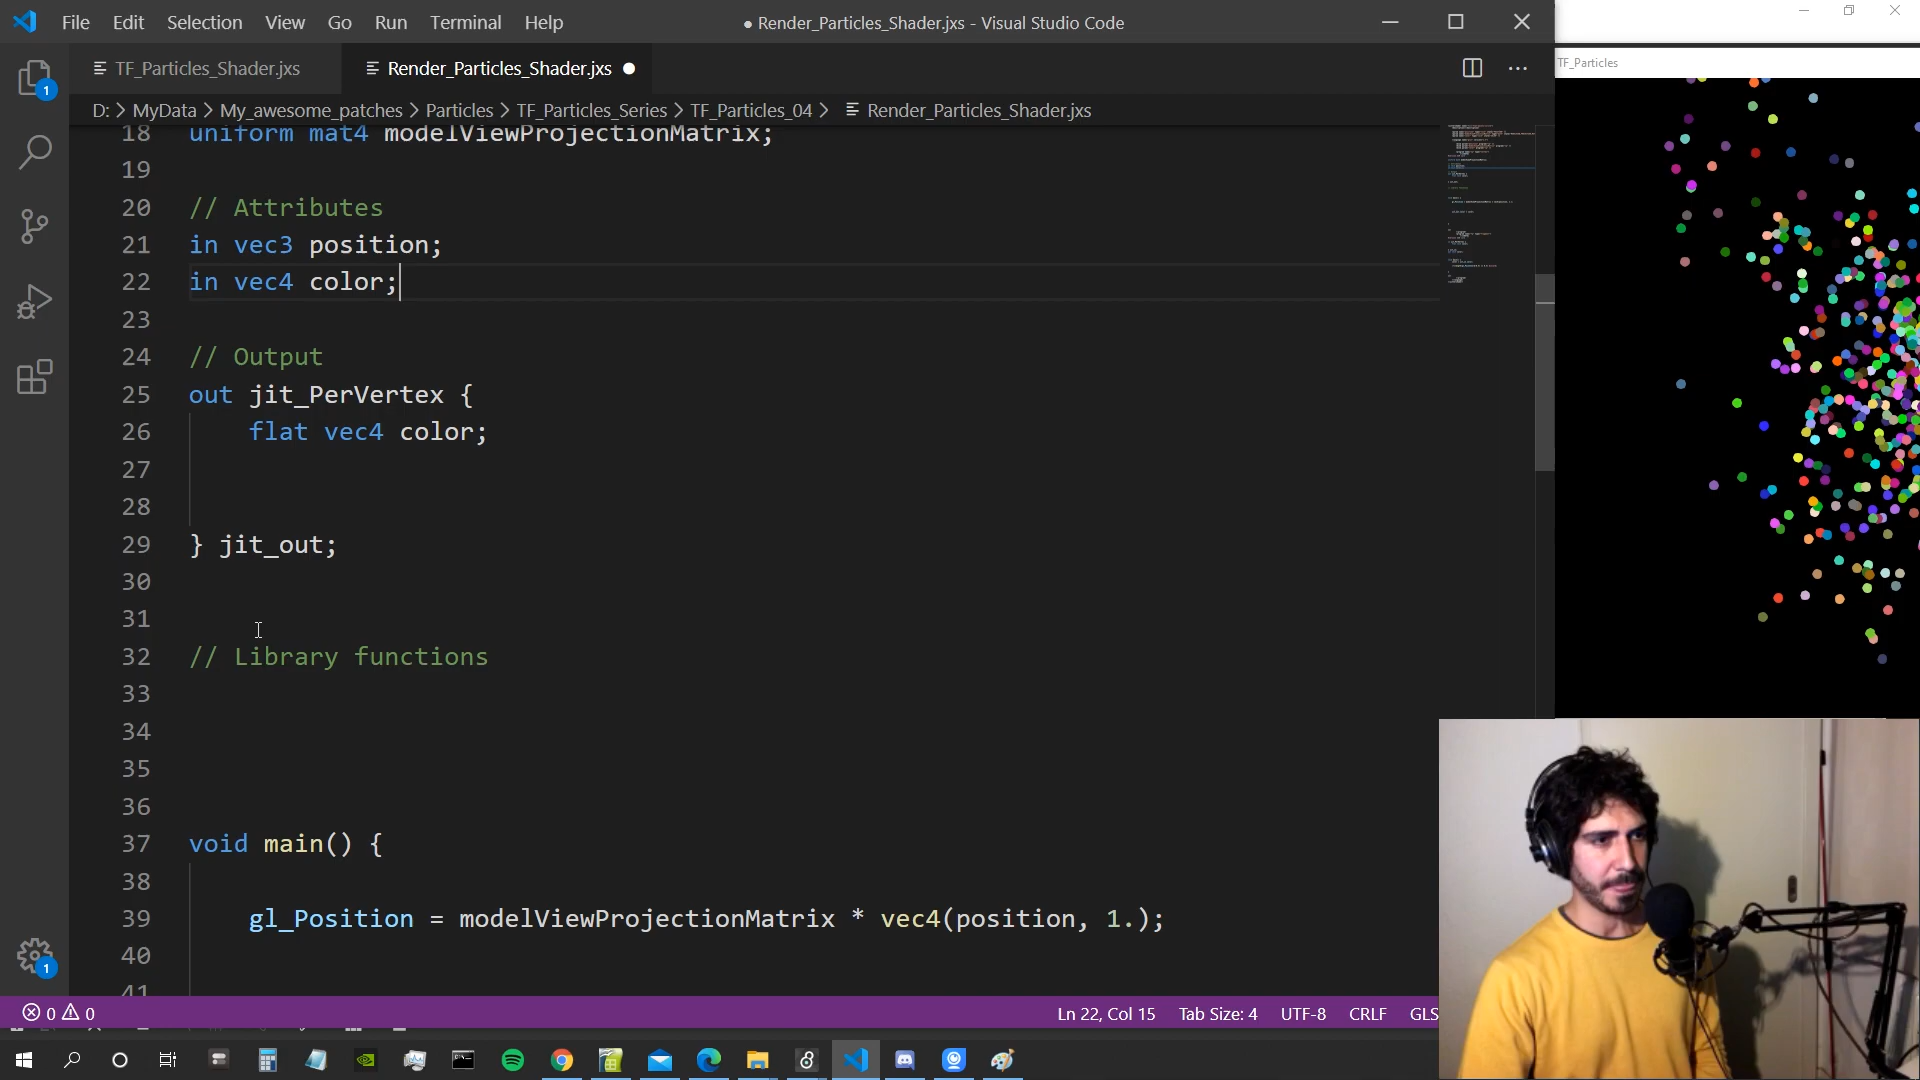 File Edit Selection View Go Run Terminal Help
● Render_Particles_Shader.jxs - Visual Studio Code
TF_Particles_Shader.jxs
Render_Particles_Shader.jxs ●
D: > MyData > My_awesome_patches > Particles > TF_Particles_Series > TF_Particles_04 > Render_Particles_Shader.jxs
TF_Particles
18 uniform mat4 modelViewProjectionMatrix;
19
20 // Attributes
21 in vec3 position;
22 in vec4 color;
23
24 // Output
25 out jit_PerVertex {
26 flat vec4 color;
27
28
29 } jit_out;
30
31
32 // Library functions
33
34
35
36
37 void main() {
38
39 gl_Position = modelViewProjectionMatrix * vec4(position, 1.);
40
41
1
1
0 0
Ln 22, Col 15 Tab Size: 4 UTF-8 CRLF GLS